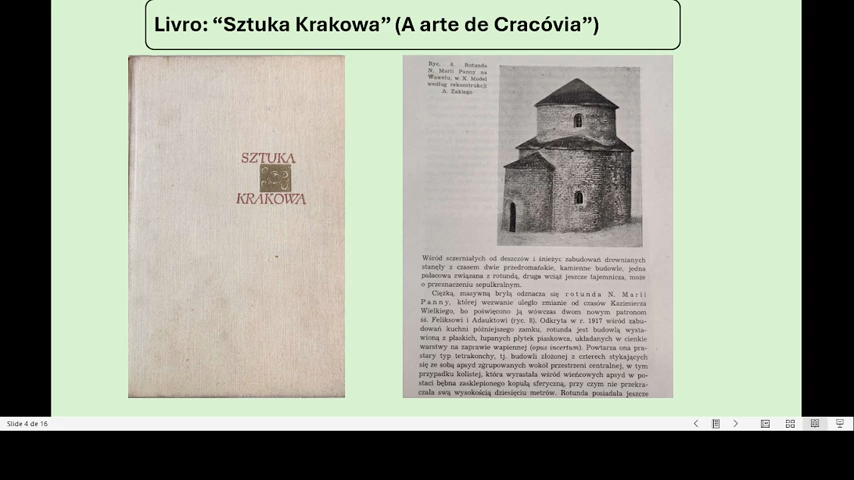 Livro: “Sztuka Krakowa” (A arte de Cracóvia”)
SZTUKA
KRAKOWA
Ryc. 8. Rotunda
N. Marii Panny na
Wawelu, w. X. Model
według rekonstrukcji
A. Żakiego
Wśród sczerniałych od deszczów i śnieżyc zabudowań drewnianych
stanęły z czasem dwie przedromańskie, kamienne budowle, jedna
pałacowa związana z rotundą, druga wciąż jeszcze tajemnicza, może
o przeznaczeniu sepulkralnym.
Ciężką, masywną bryłą odznacza się rotunda N. Marii
Panny, której wezwanie uległo zmianie od czasów Kazimierza
Wielkiego, bo poświęcono ją wówczas dwom nowym patronom
śś. Feliksowi i Adauktowi (ryc. 8). Odkryta w r. 1917 wśród zabu-
dowań kuchni późniejszego zamku, rotunda jest budowlą wysta-
wioną z płaskich, łupanych płytek piaskowca, układanych w cienkie
warstwy na zaprawie wapiennej (opus incertum). Powtarza ona pra-
stary typ tetrakonchy, tj. budowli złożonej z czterech stykających
się ze sobą apsyd zgrupowanych wokół przestrzeni centralnej, w tym
przypadku kolistej, która wyrastała wśród wieńcowych apsyd w po-
staci bębna zasklepionego kopułą sferyczną, przy czym nie przekra-
czała swą wysokością dziesięciu metrów. Rotunda posiadała jeszcze
Slide 4 de 16